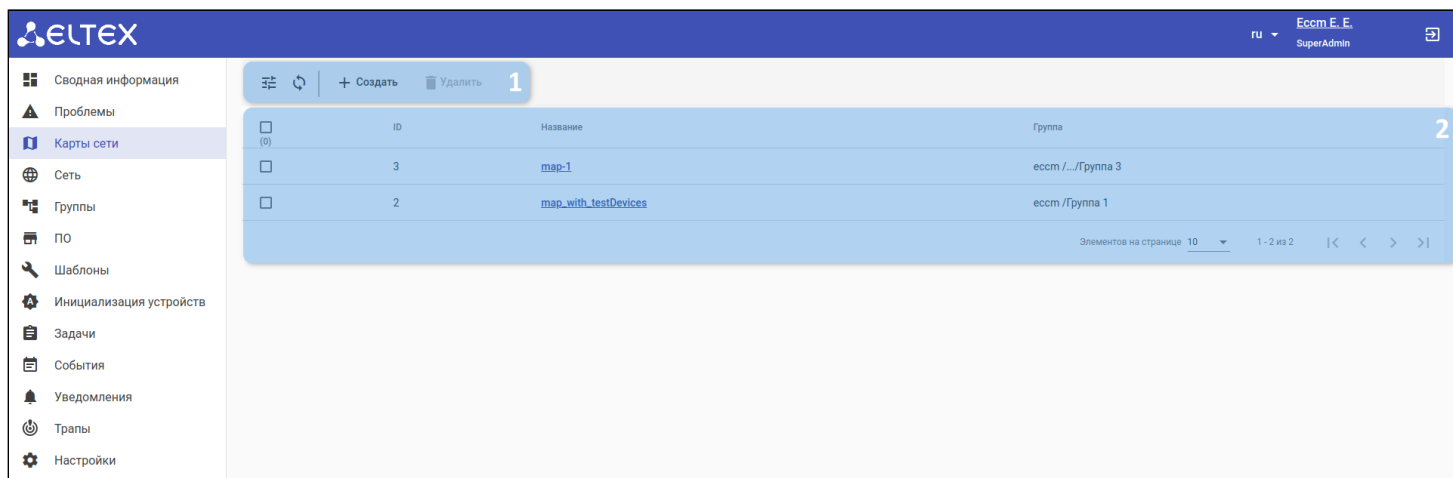 ELTEX
ru
Eccm E. E.
SuperAdmin
Сводная информация
Проблемы
Карты сети
Сеть
Группы
ПО
Шаблоны
Инициализация устройств
Задачи
События
Уведомления
Трапы
Настройки
Создать Удалить 1
ID Название Группа 2
(0)
3 map-1 eccm /.../Группа 3
2 map_with_testDevices eccm /Группа 1
Элементов на странице 10 1 - 2 из 2